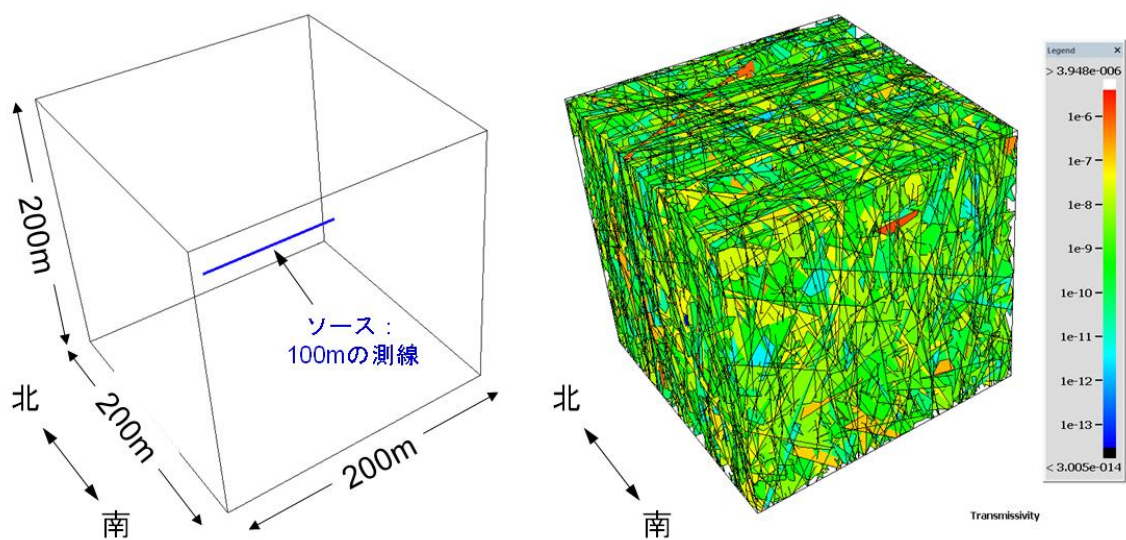 200m
200m
200m
ソース：
100mの測線
北
南
北
南
Legend
×
> 3.948e-006
1e-6
1e-7
1e-8
1e-9
1e-10
1e-11
1e-12
1e-13
< 3.005e-014
Transmissivity